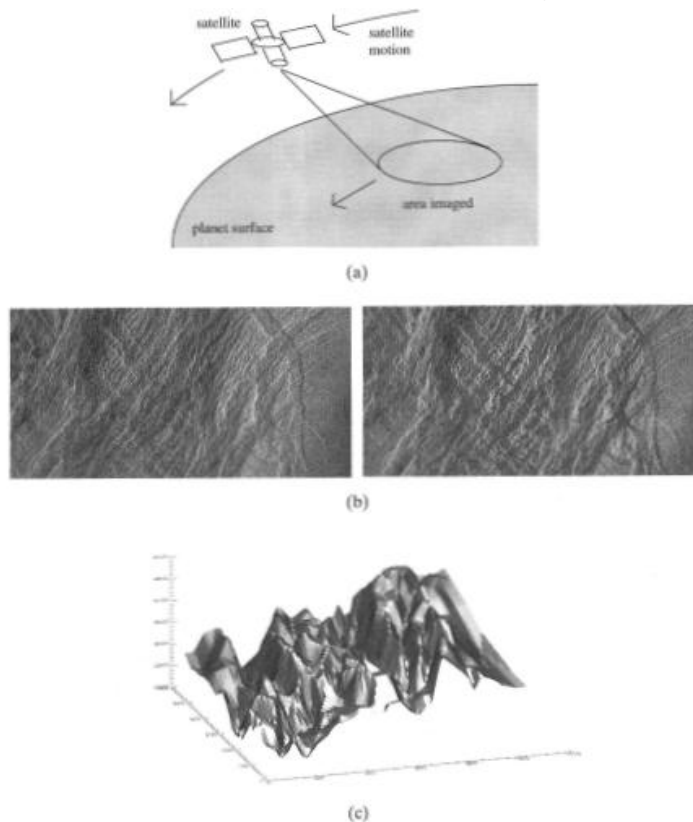 satellite
satellite
motion
area imaged
planet surface
(a)
(b)
(c)